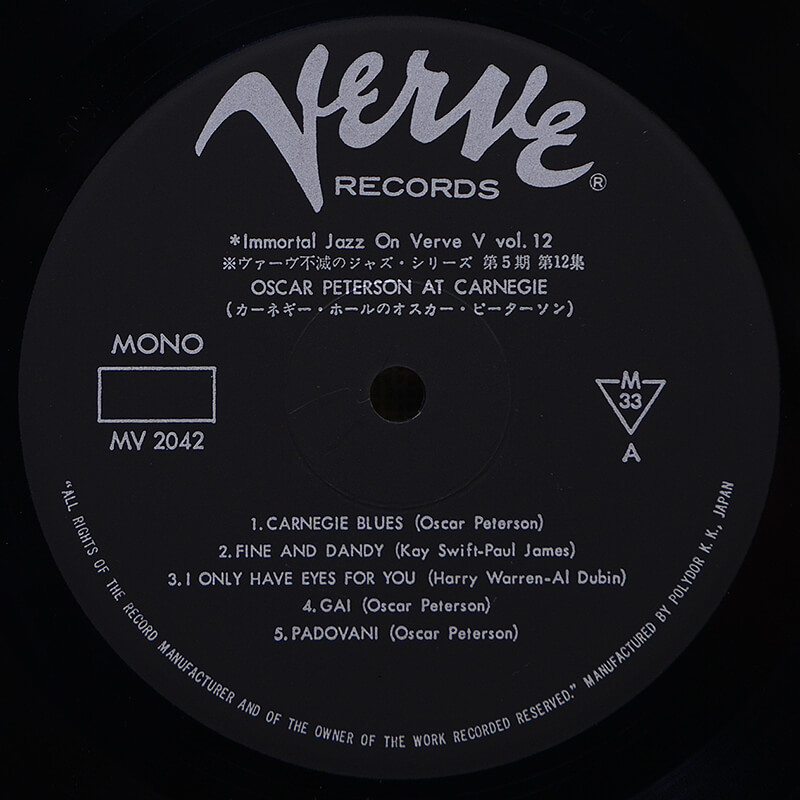 Verve
RECORDS ®
*Immortal Jazz On Verve V vol. 12
※ヴァーヴ不滅のジャズ・シリーズ 第5期 第12集
OSCAR PETERSON AT CARNEGIE
(カーネギー・ホールのオスカー・ピーターソン)
MONO
MV 2042
M
33
A
1. CARNEGIE BLUES (Oscar Peterson)
2. FINE AND DANDY (Kay Swift-Paul James)
3. I ONLY HAVE EYES FOR YOU (Harry Warren-Al Dubin)
4. GAI (Oscar Peterson)
5. PADOVANI (Oscar Peterson)
"ALL RIGHTS OF THE RECORD MANUFACTURER AND OF THE OWNER OF THE WORK RECORDED RESERVED." MANUFACTURED BY POLYDOR K. K., JAPAN